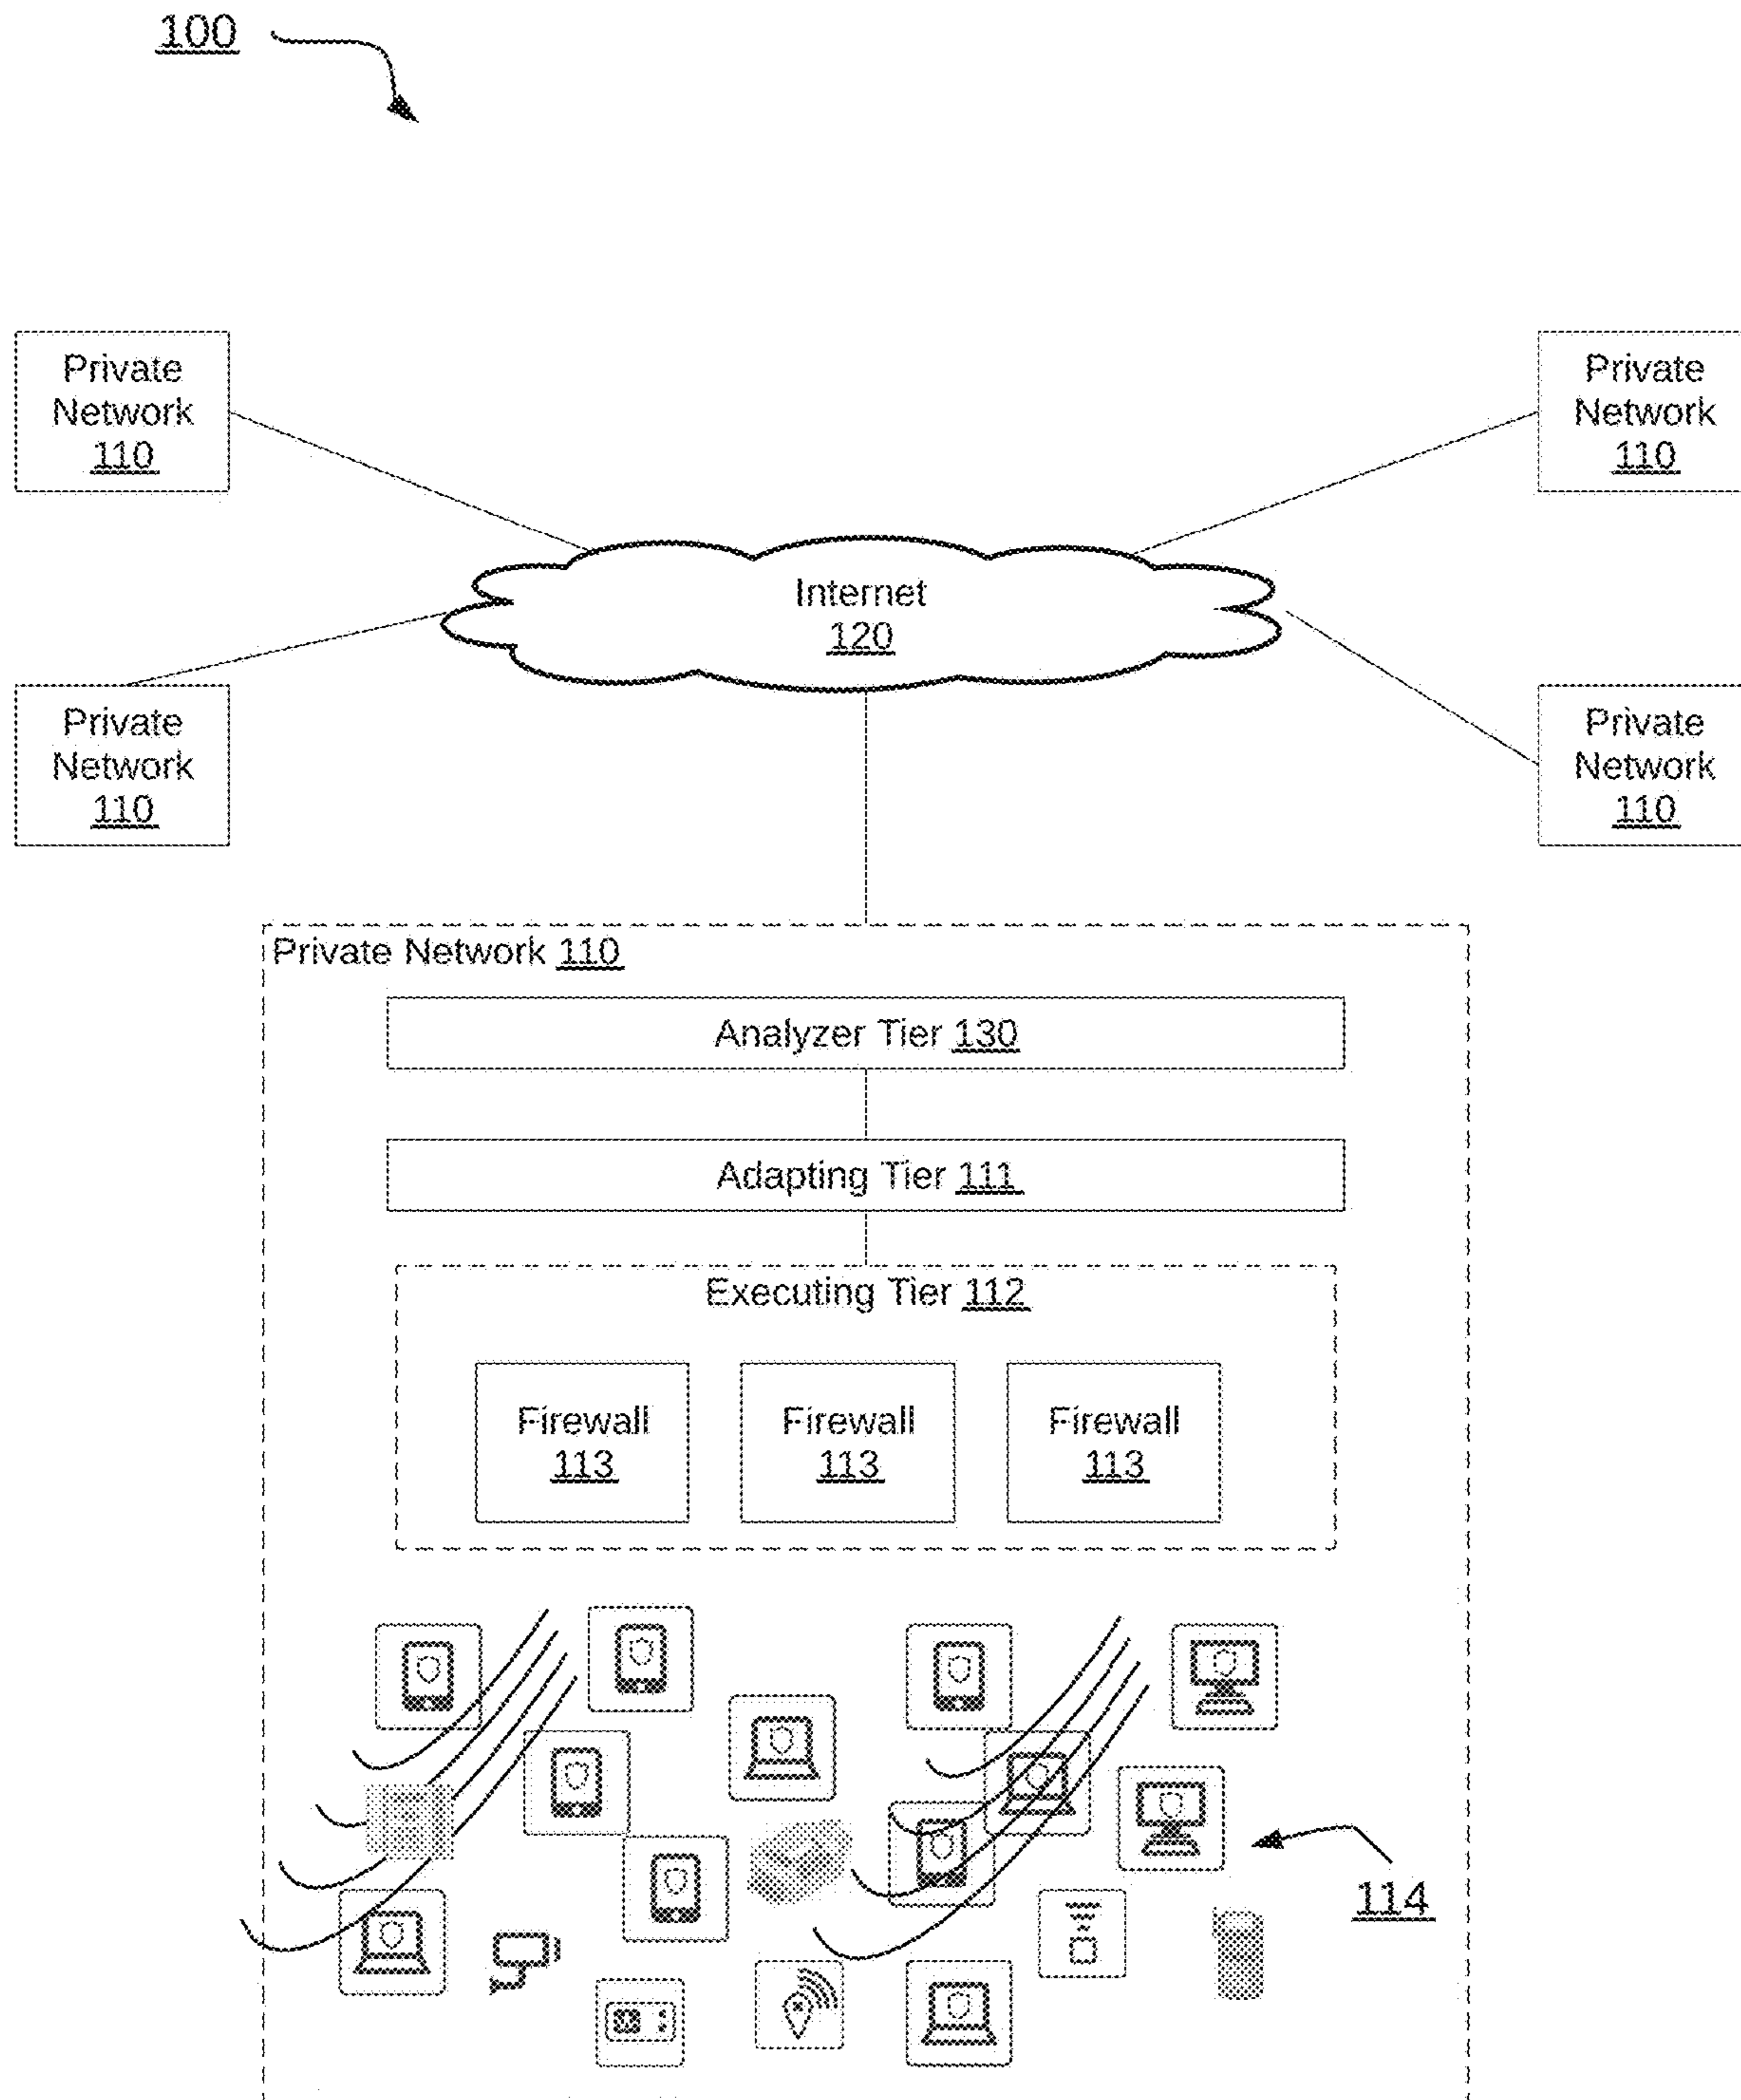 100
Private
Network
110
Private
Network
110
Internet
120
Private
Network
110
Private
Network
110
Private Network 110
Analyzer Tier 130
Adapting Tier 111
Executing Tier 112
Firewall
113
Firewall
113
Firewall
113
114